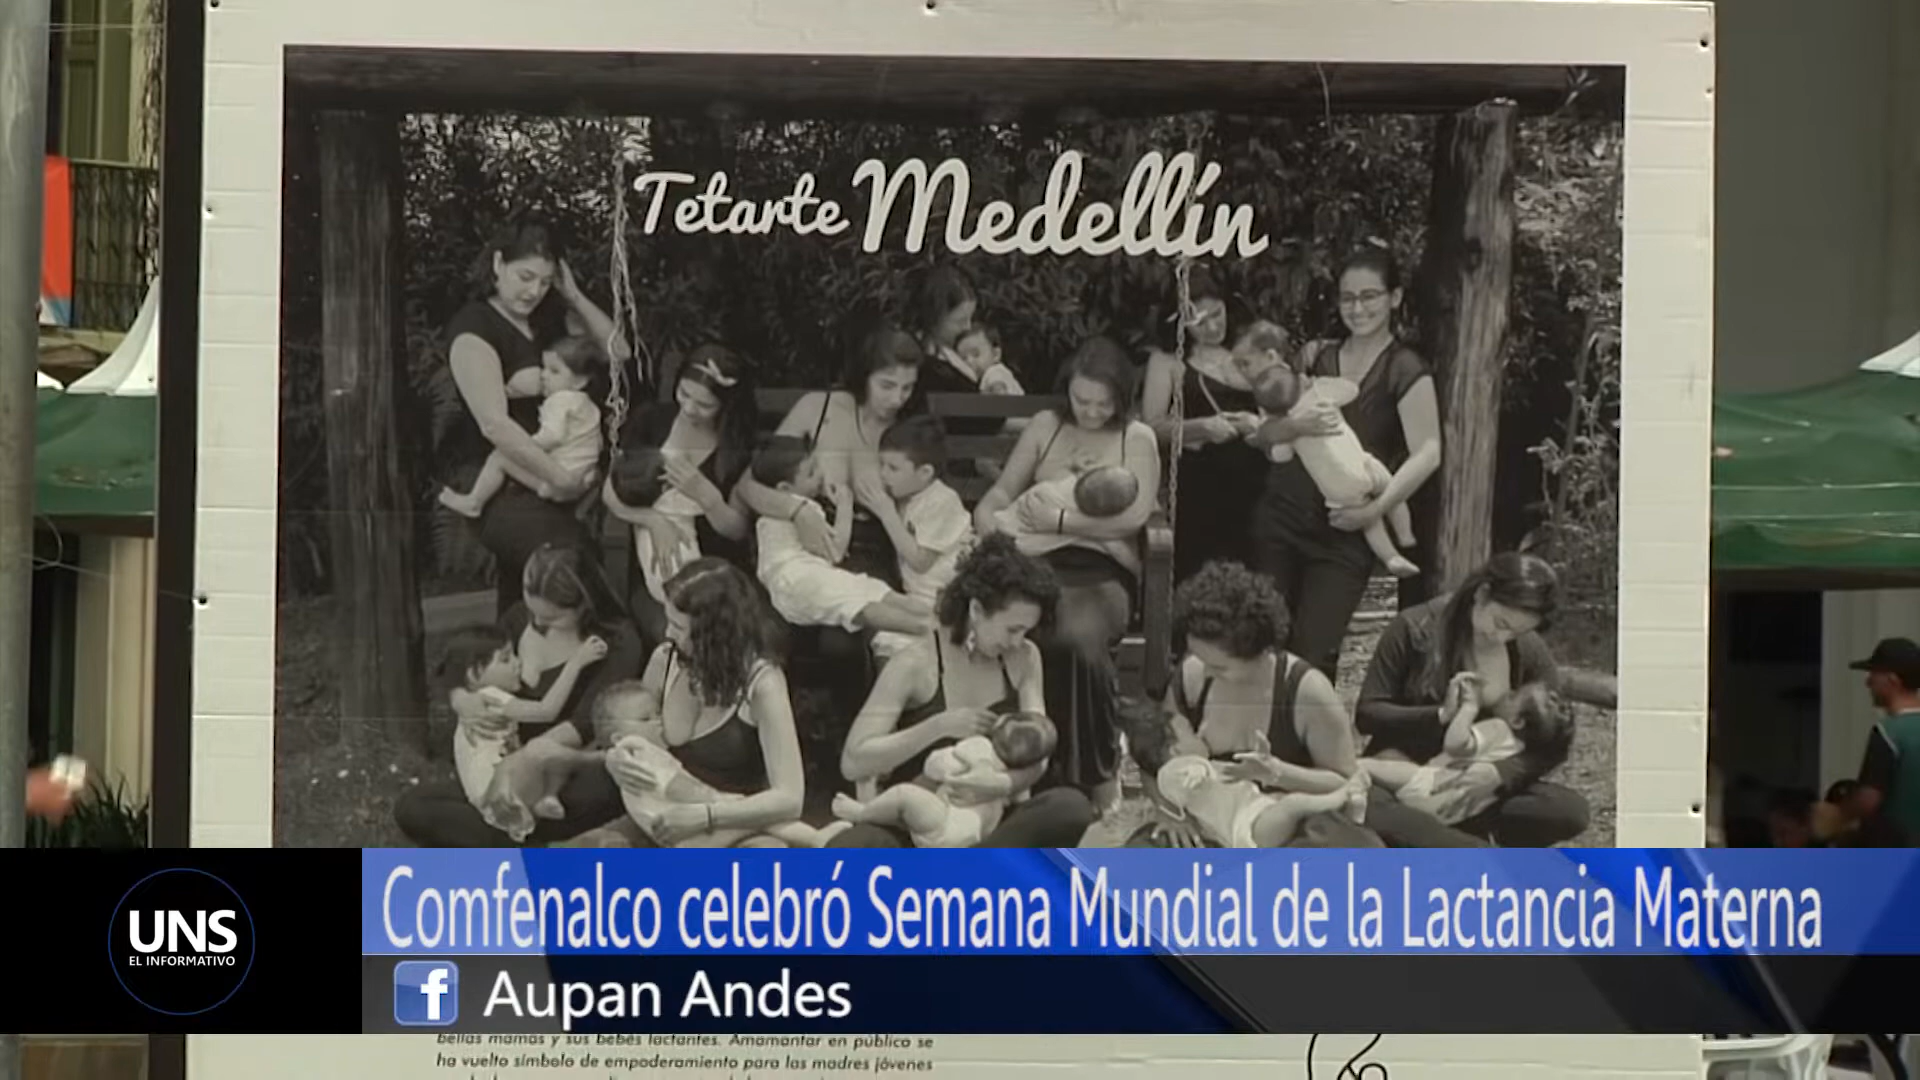 Tetarte Medellín
Comfenalco celebró Semana Mundial de la Lactancia Materna
UNS
EL INFORMATIVO
f Aupan Andes
bellas mamás y sus bebés lactantes. Amamantar en público se
ha vuelto símbolo de empoderamiento para las madres jóvenes